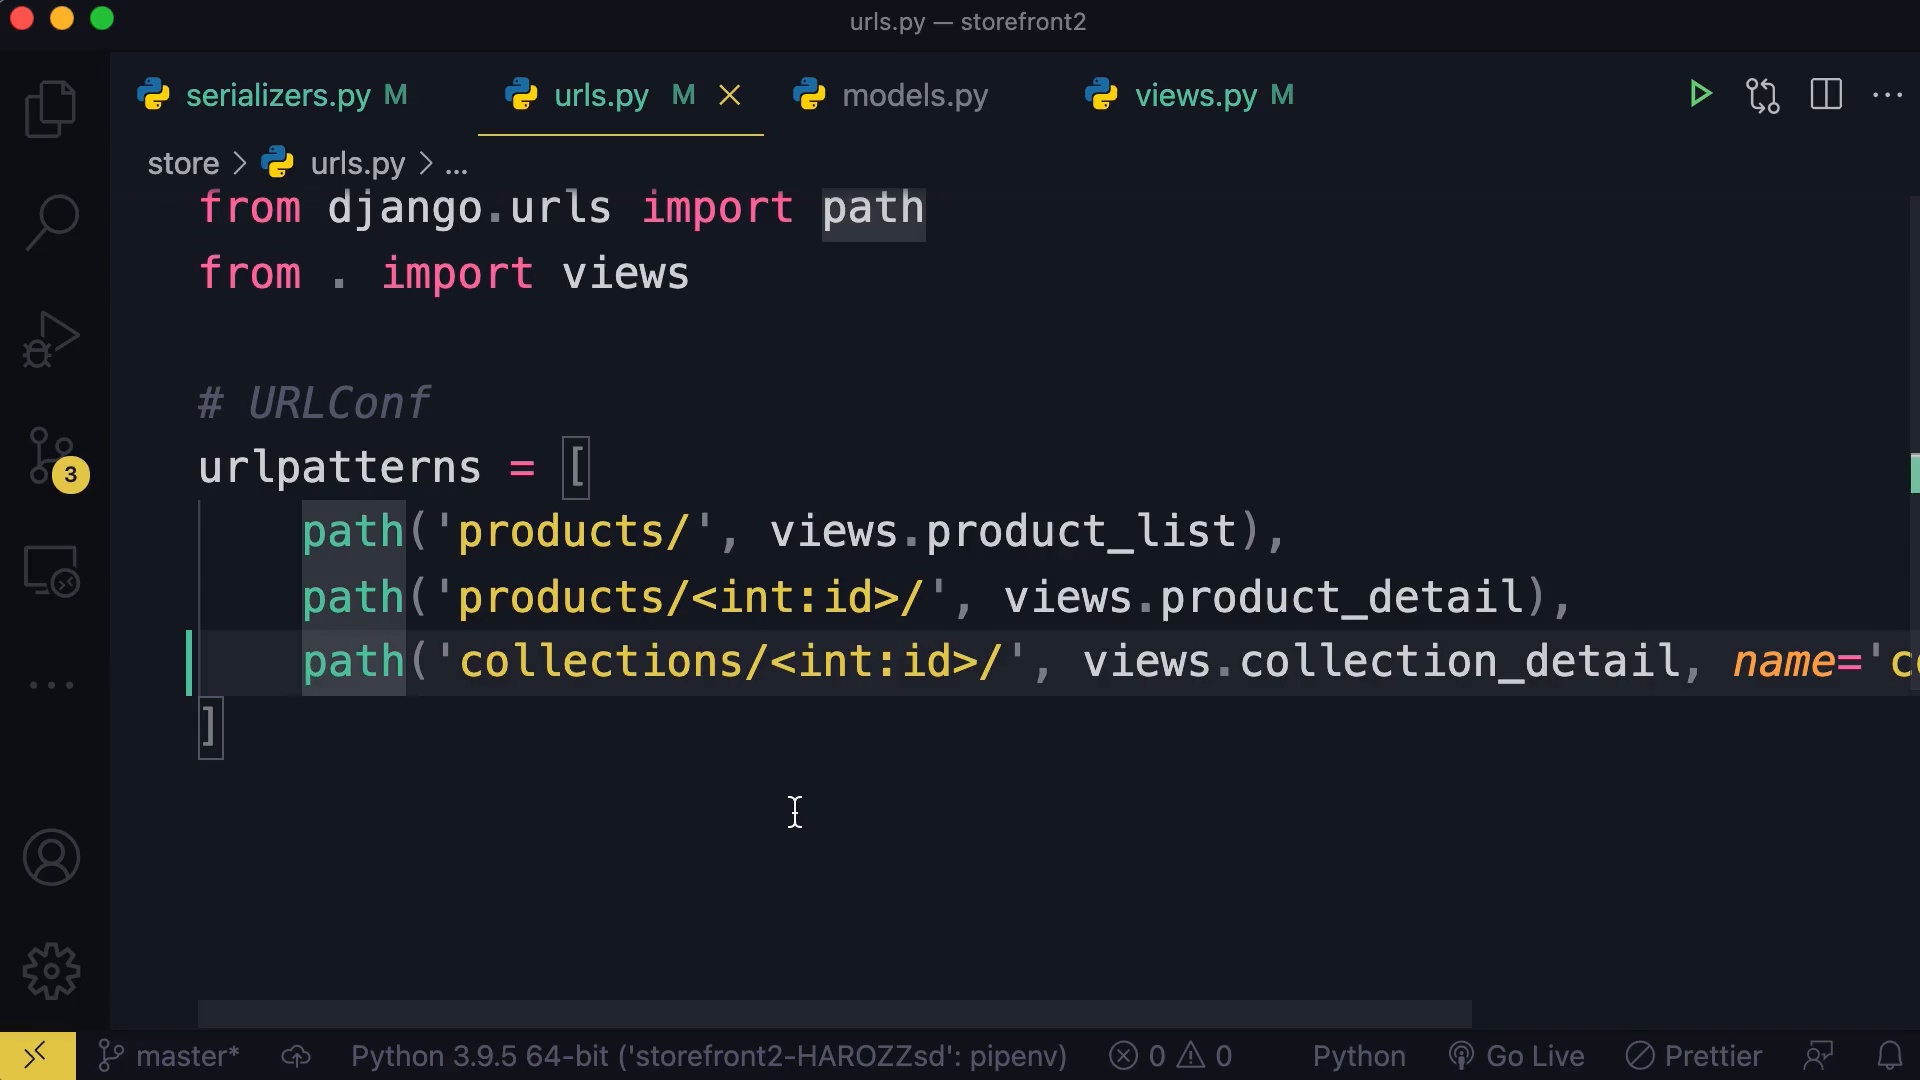 urls.py — storefront2
serializers.py M urls.py M models.py views.py M
store > urls.py > ...
from django.urls import path
from . import views
# URLConf
urlpatterns = [
path('products/', views.product_list),
path('products/<int:id>/', views.product_detail),
path('collections/<int:id>/', views.collection_detail, name='c
]
3
master* Python 3.9.5 64-bit ('storefront2-HAROZZsd': pipenv) 0 0 Python Go Live Prettier